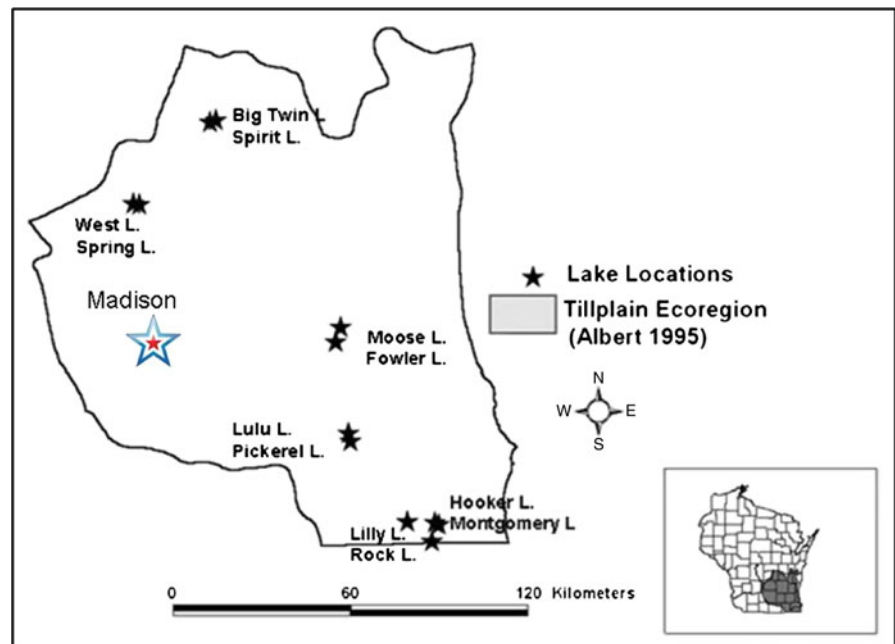 Big Twin L
Spirit L.
West L.
Spring L.
Madison
Lake Locations
Tillplain Ecoregion
(Albert 1995)
Moose L.
Fowler L.
N
W
E
S
Lulu L.
Pickerel L.
Hooker L.
Montgomery L
Lilly L.
Rock L.
0
60
120 Kilometers